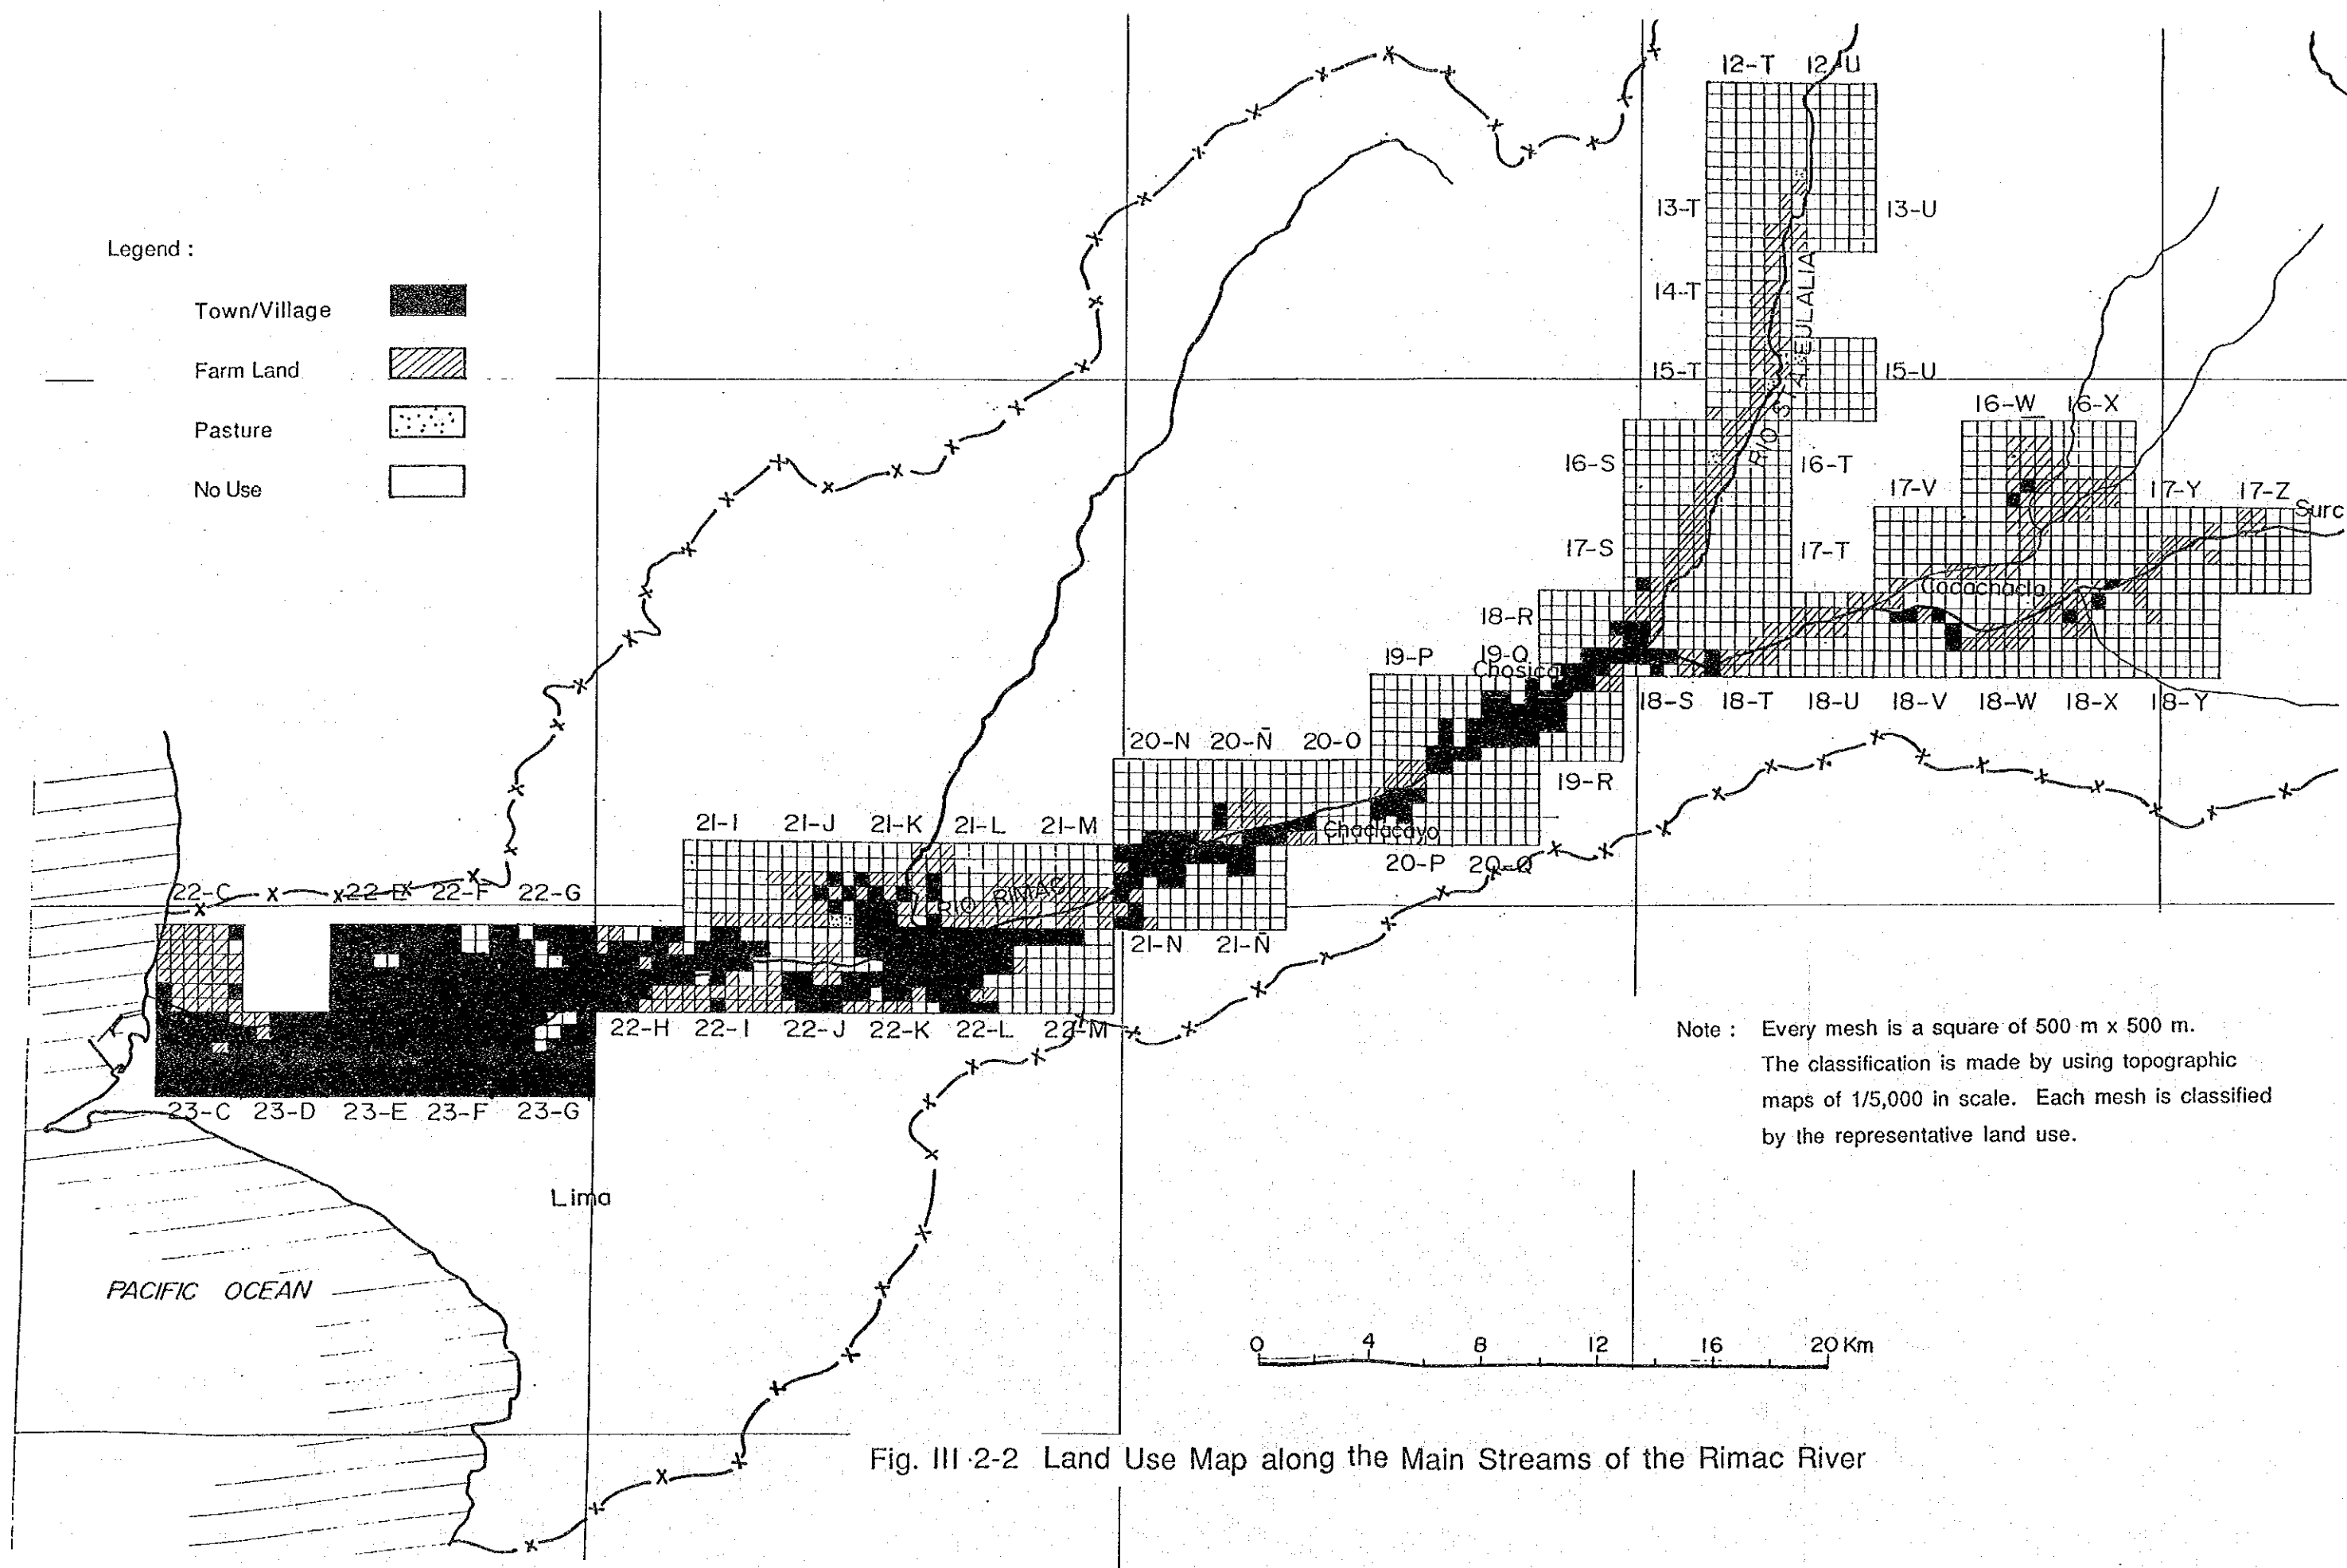 12-T 12-U
13-T 13-U
Legend :
14-T
Town/Village
RIO STA. EULALIA
Farm Land
15-T 15-U
16-W 16-X
Pasture
16-S 16-T
No Use
17-V 17-Y 17-Z
Surc
17-S 17-T
Cocachacla
18-R
19-P 19-Q
Chosica
18-S 18-T 18-U 18-V 18-W 18-X 18-Y
20-N 20-Ñ 20-O
19-R
21-I 21-J 21-K 21-L 21-M
Chaclacayo
20-P 20-Q
22-C 22-E 22-F 22-G
RIO RIMAC
21-N 21-Ñ
22-H 22-I 22-J 22-K 22-L 22-M
Note : Every mesh is a square of 500 m x 500 m.
The classification is made by using topographic
maps of 1/5,000 in scale. Each mesh is classified
by the representative land use.
23-C 23-D 23-E 23-F 23-G
Lima
PACIFIC OCEAN
0 4 8 12 16 20 Km
Fig. III ·2-2 Land Use Map along the Main Streams of the Rimac River